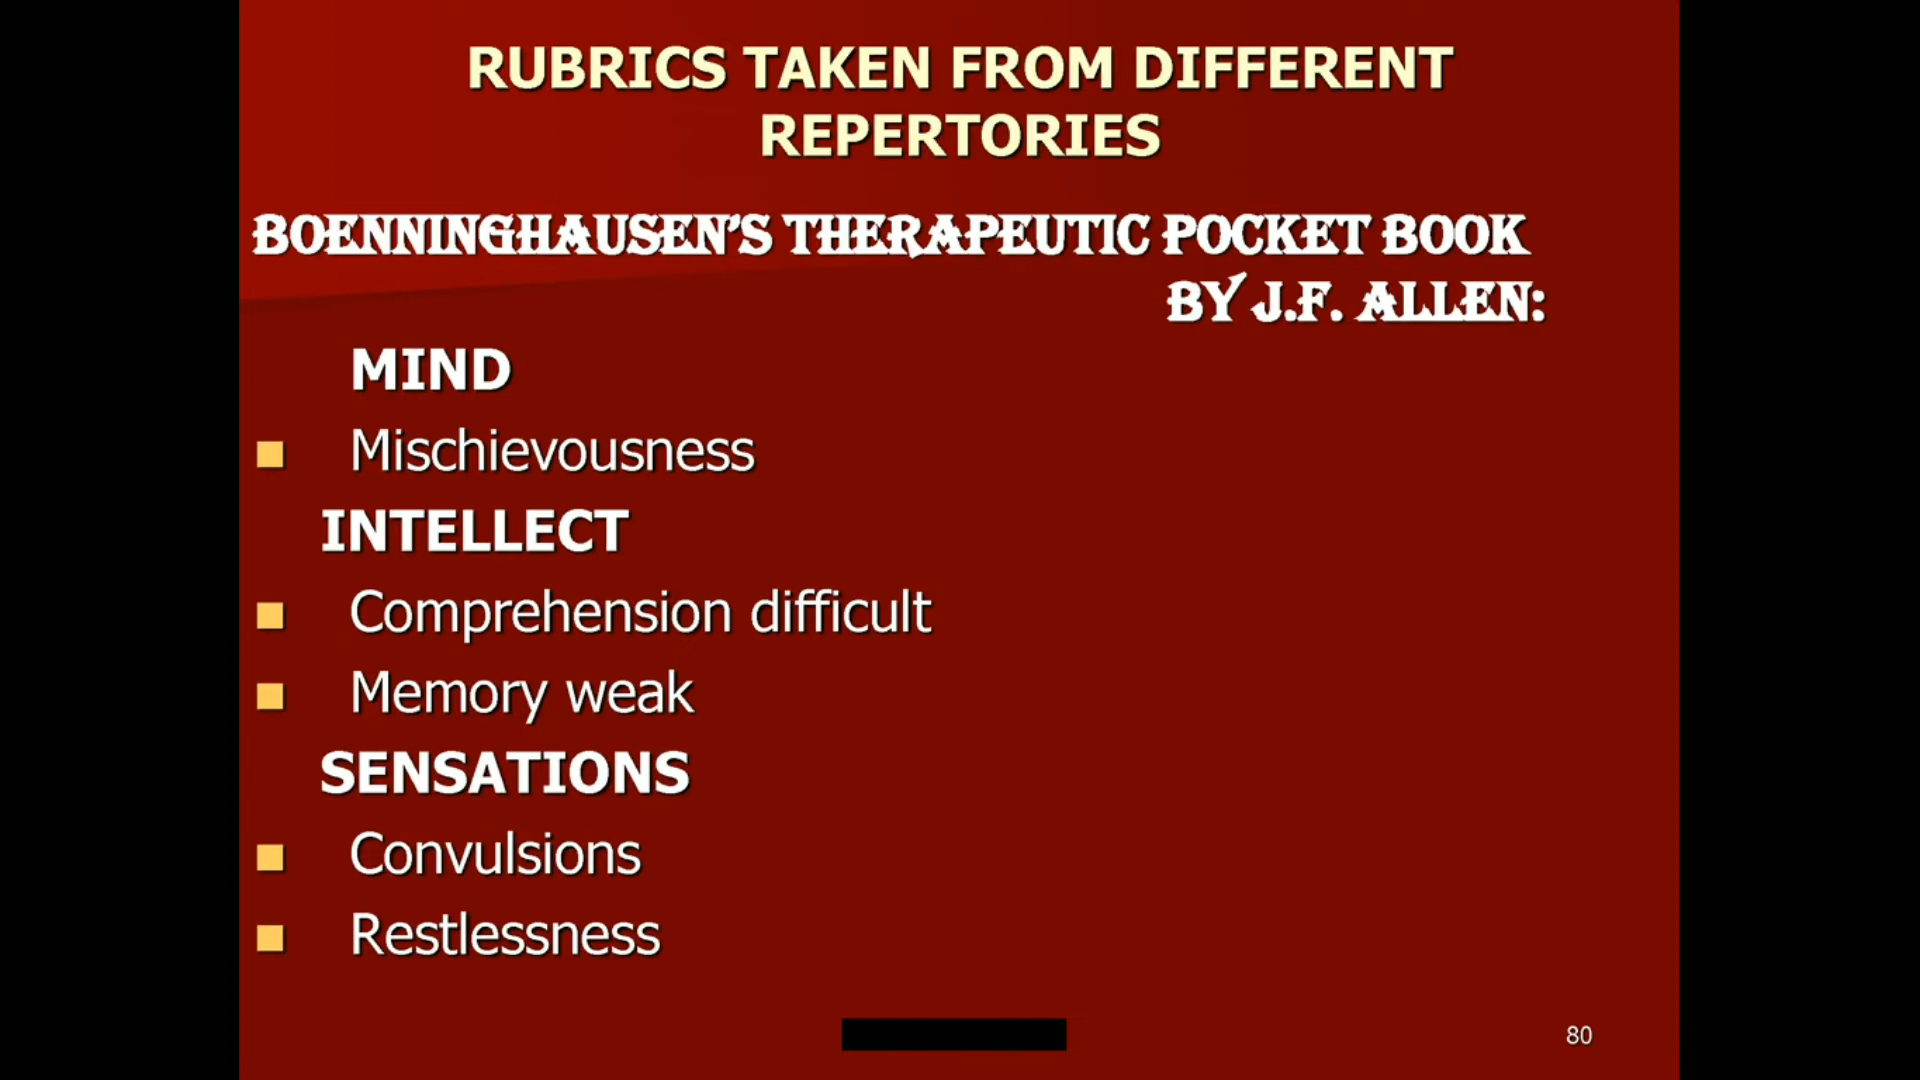 RUBRICS TAKEN FROM DIFFERENT
REPERTORIES
BOENNINGHAUSEN'S THERAPEUTIC POCKET BOOK
BY J.F. ALLEN:
MIND
Mischievousness
INTELLECT
Comprehension difficult
Memory weak
SENSATIONS
Convulsions
Restlessness
80